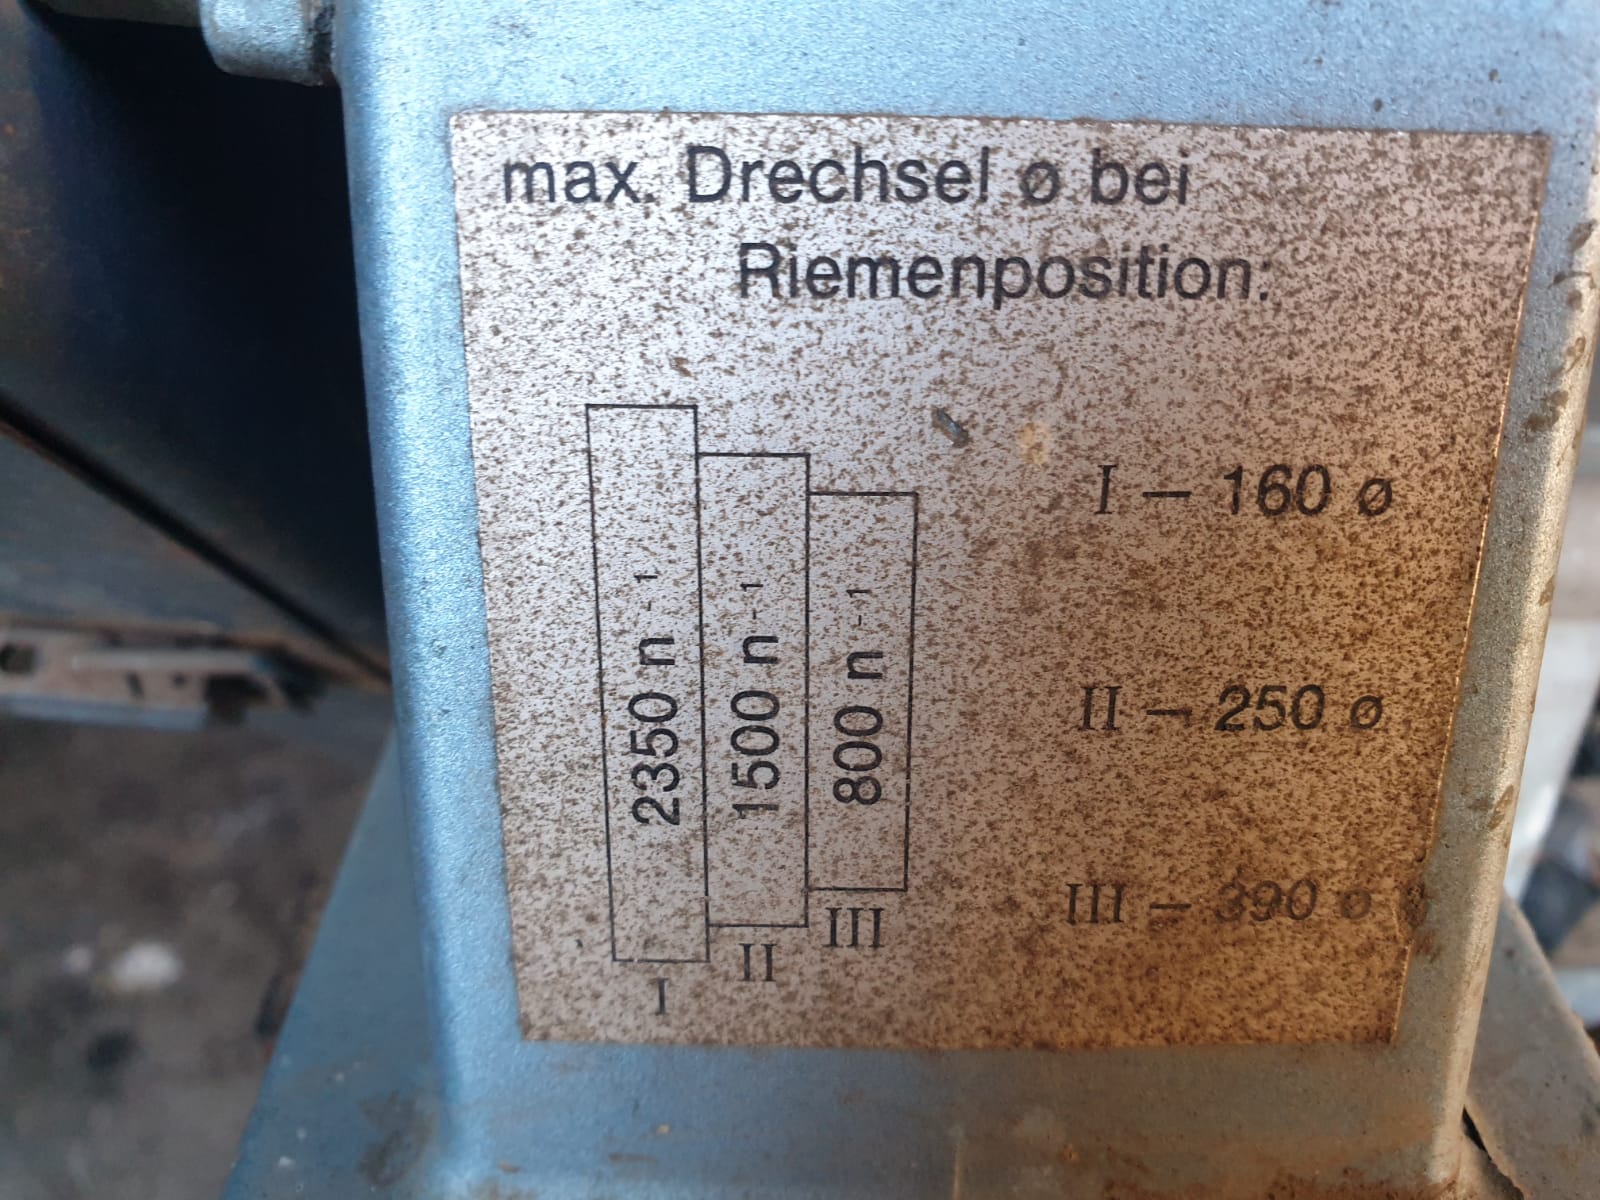 max. Drechsel ø bei
Riemenposition:
2350 n⁻¹
1500 n⁻¹
800 n⁻¹
I
II
III
I – 160 ø
II – 250 ø
III – 390 ø